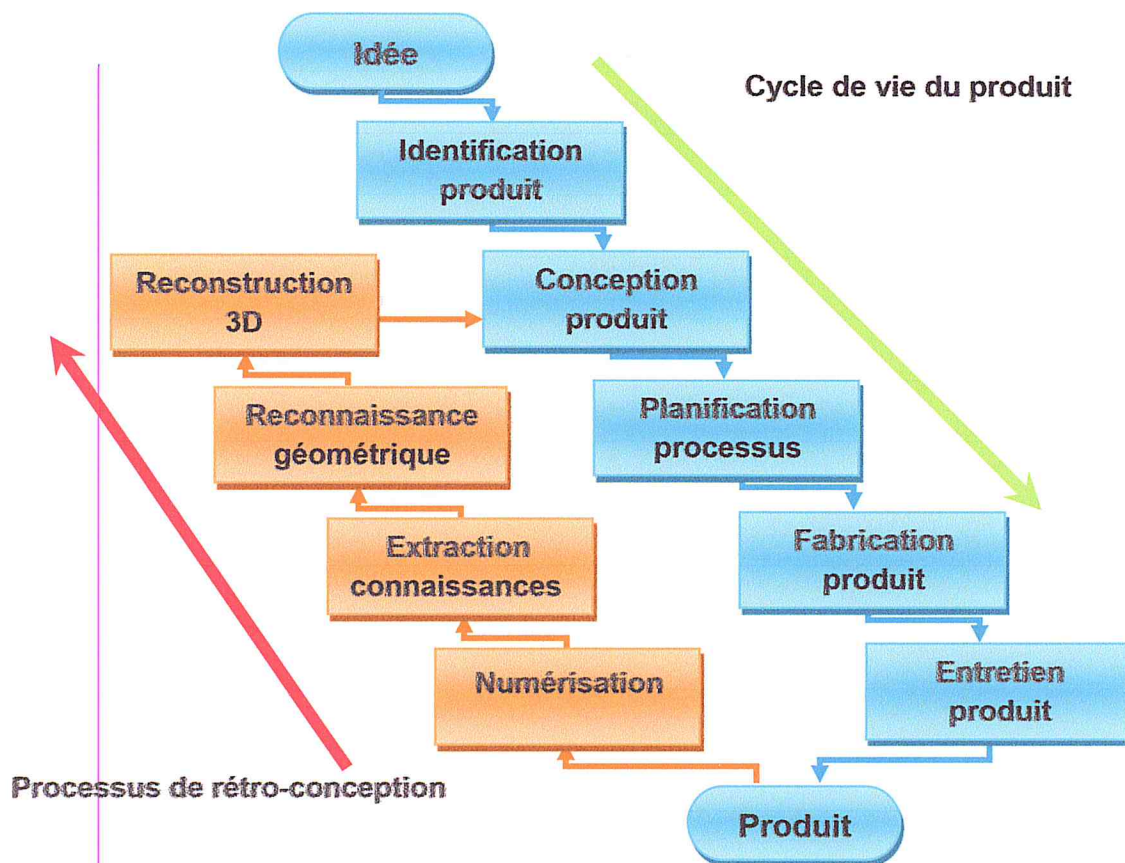 Idée
Cycle de vie du produit
Identification
produit
Reconstruction
3D
Conception
produit
Reconnaissance
géométrique
Planification
processus
Extraction
connaissances
Fabrication
produit
Numérisation
Entretien
produit
Processus de rétro-conception
Produit